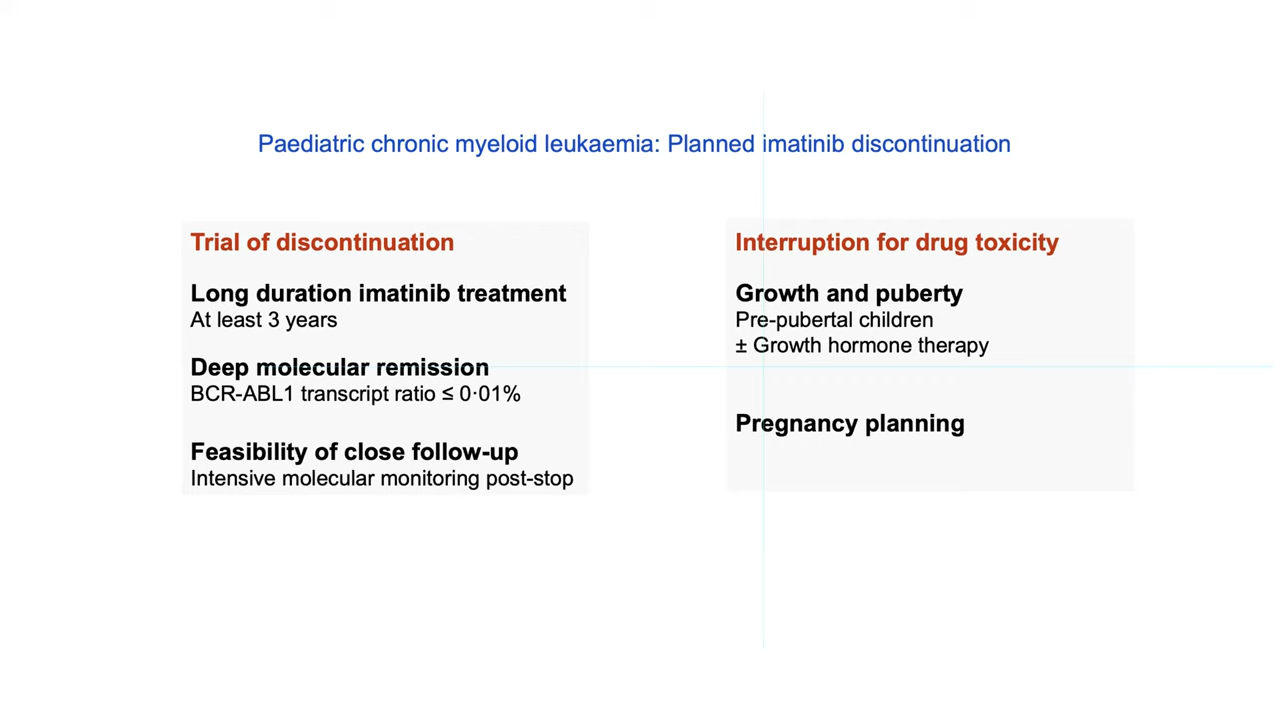 Paediatric chronic myeloid leukaemia: Planned imatinib discontinuation
Trial of discontinuation
Long duration imatinib treatment
At least 3 years
Deep molecular remission
BCR-ABL1 transcript ratio ≤ 0·01%
Feasibility of close follow-up
Intensive molecular monitoring post-stop
Interruption for drug toxicity
Growth and puberty
Pre-pubertal children
± Growth hormone therapy
Pregnancy planning